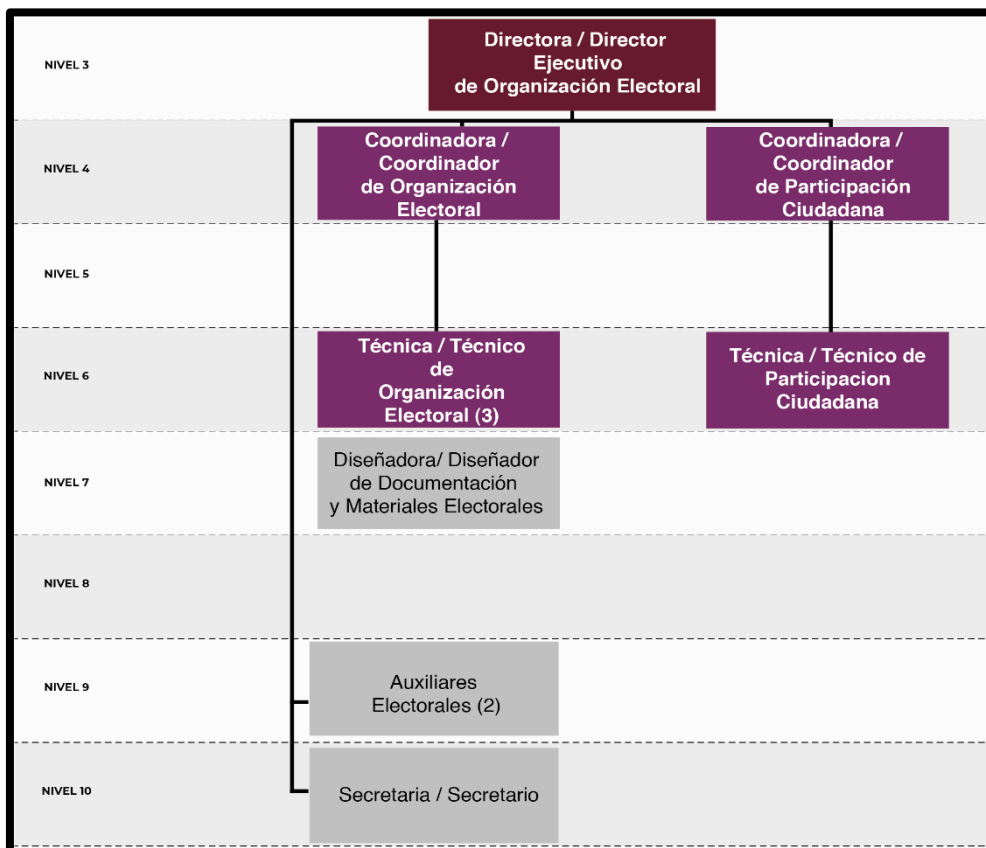 NIVEL 3
Directora / Director
Ejecutivo
de Organización Electoral
NIVEL 4
Coordinadora /
Coordinador
de Organización
Electoral
Coordinadora /
Coordinador
de Participación
Ciudadana
NIVEL 5
NIVEL 6
Técnica / Técnico
de
Organización
Electoral (3)
Técnica / Técnico de
Participacion
Ciudadana
NIVEL 7
Diseñadora/ Diseñador
de Documentación
y Materiales Electorales
NIVEL 8
NIVEL 9
Auxiliares
Electorales (2)
NIVEL 10
Secretaria / Secretario